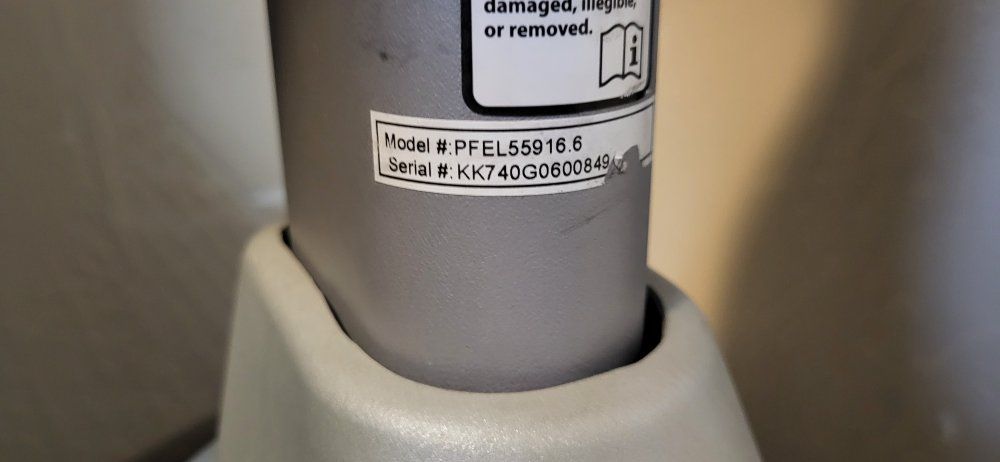 damaged, illegible,
or removed.
i
Model #:PFEL55916.6
Serial #:KK740G0600849